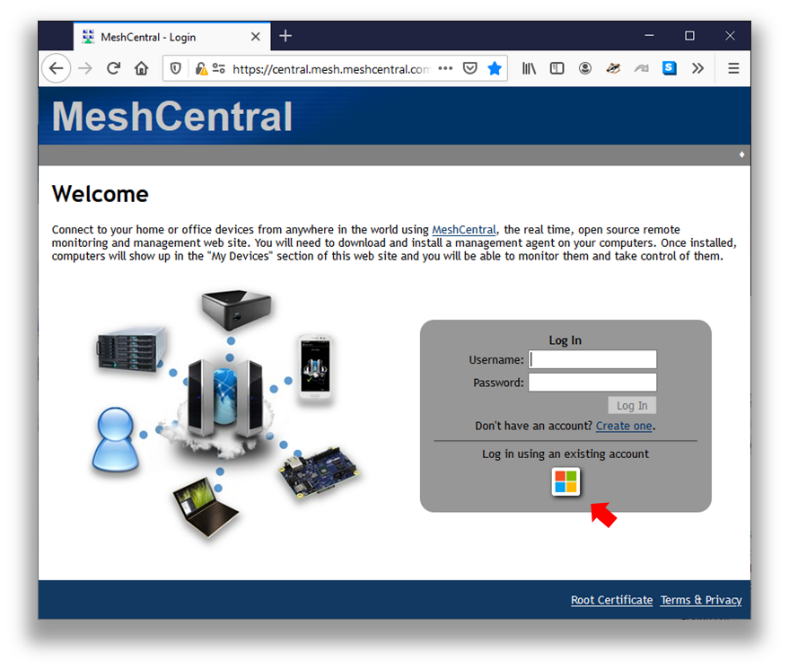 MeshCentral - Login
https://central.mesh.meshcentral.com
MeshCentral
Welcome
Connect to your home or office devices from anywhere in the world using MeshCentral, the real time, open source remote
monitoring and management web site. You will need to download and install a management agent on your computers. Once installed,
computers will show up in the "My Devices" section of this web site and you will be able to monitor them and take control of them.
Log In
Username:
Password:
Log In
Don't have an account? Create one.
Log in using an existing account
Root Certificate Terms & Privacy